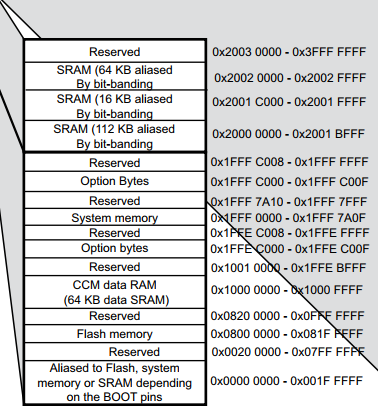 Reserved 0x2003 0000 - 0x3FFF FFFF
SRAM (64 KB aliased
By bit-banding 0x2002 0000 - 0x2002 FFFF
SRAM (16 KB aliased
By bit-banding 0x2001 C000 - 0x2001 FFFF
SRAM (112 KB aliased
By bit-banding 0x2000 0000 - 0x2001 BFFF
Reserved 0x1FFF C008 - 0x1FFF FFFF
Option Bytes 0x1FFF C000 - 0x1FFF C00F
Reserved 0x1FFF 7A10 - 0x1FFF 7FFF
System memory 0x1FFF 0000 - 0x1FFF 7A0F
Reserved 0x1FFE C008 - 0x1FFE FFFF
Option bytes 0x1FFE C000 - 0x1FFE C00F
Reserved 0x1001 0000 - 0x1FFE BFFF
CCM data RAM
(64 KB data SRAM) 0x1000 0000 - 0x1000 FFFF
Reserved 0x0820 0000 - 0x0FFF FFFF
Flash memory 0x0800 0000 - 0x081F FFFF
Reserved 0x0020 0000 - 0x07FF FFFF
Aliased to Flash, system
memory or SRAM depending 0x0000 0000 - 0x001F FFFF
on the BOOT pins